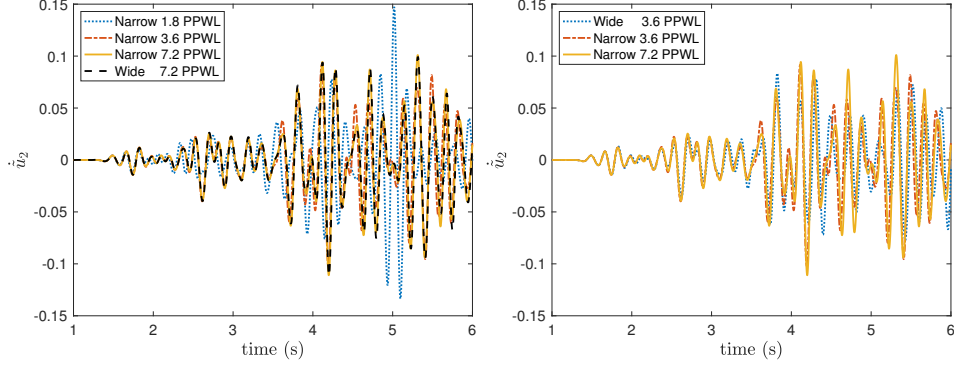 0.15
0.1
0.05
0
-0.05
-0.1
-0.15
u̇₂
Narrow 1.8 PPWL
Narrow 3.6 PPWL
Narrow 7.2 PPWL
Wide 7.2 PPWL
1 2 3 4 5 6
time (s)
0.15
0.1
0.05
0
-0.05
-0.1
-0.15
u̇₂
Wide 3.6 PPWL
Narrow 3.6 PPWL
Narrow 7.2 PPWL
1 2 3 4 5 6
time (s)